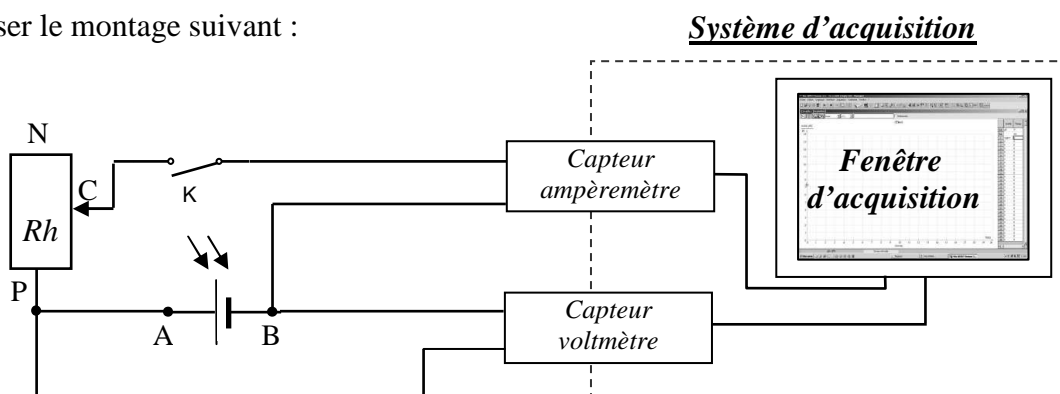 ser le montage suivant :
Système d'acquisition
N
C
K
Rh
P
A
B
Capteur
ampèremètre
Capteur
voltmètre
Fenêtre
d'acquisition